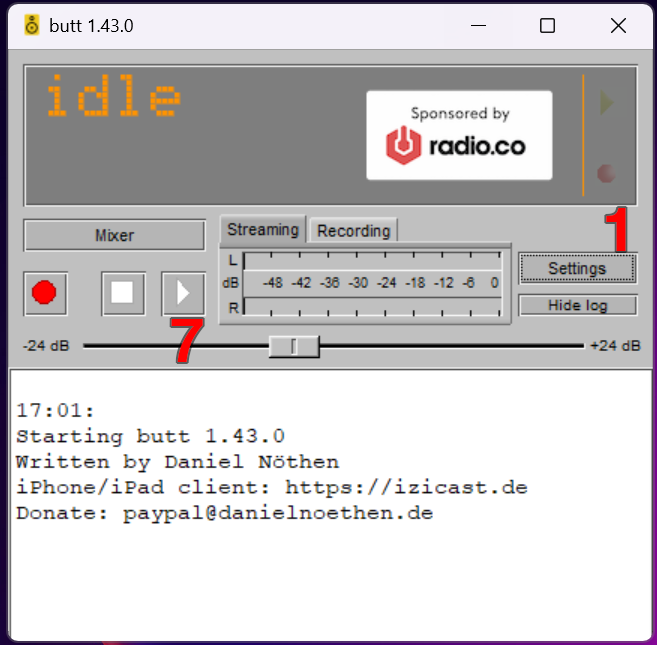 butt 1.43.0
idle
Sponsored by
radio.co
1
Mixer
Streaming
Recording
Settings
L
dB -48 -42 -36 -30 -24 -18 -12 -6 0
R
Hide log
7
-24 dB
+24 dB
17:01:
Starting butt 1.43.0
Written by Daniel Nöthen
iPhone/iPad client: https://izicast.de
Donate: paypal@danielnoethen.de